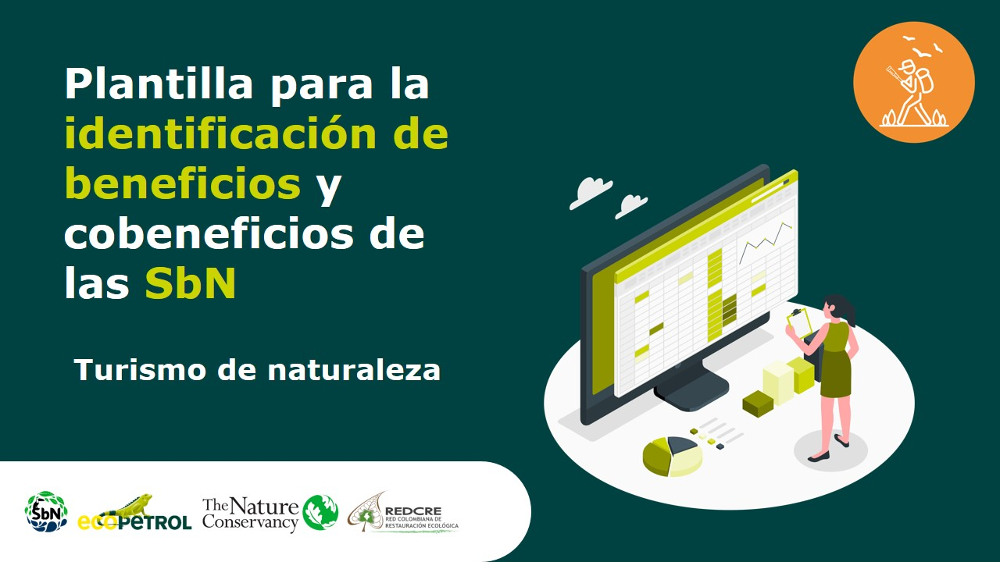 Plantilla para la
identificación de
beneficios y
cobeneficios de
las SbN
Turismo de naturaleza
SbN
ecopetrol
The Nature
Conservancy
REDCRE
RED COLOMBIANA DE
RESTAURACIÓN ECOLÓGICA